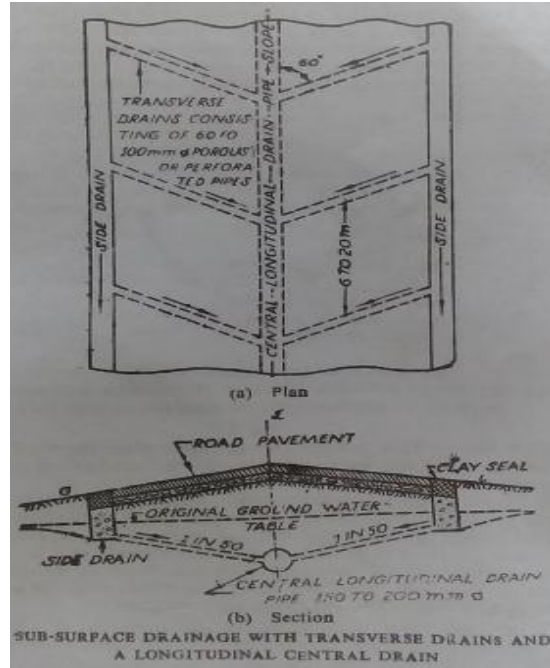 60°
TRANSVERSE
DRAINS CONSIS
TING OF 60 TO
100mm ⌀ POROUS
OR PERFORA
TED PIPES
SIDE DRAIN
CENTRAL LONGITUDINAL DRAIN PIPE SLOPE
6 TO 20 m
SIDE DRAIN
(a) Plan
ROAD PAVEMENT
CLAY SEAL
ORIGINAL GROUND WATER
TABLE
1 IN 50
1 IN 50
SIDE DRAIN
CENTRAL LONGITUDINAL DRAIN
PIPE 150 TO 200 mm ⌀
(b) Section
SUB-SURPACE DRAINAGE WITH TRANSVERSE DRAINS AND
A LONGITUDINAL CENTRAL DRAIN